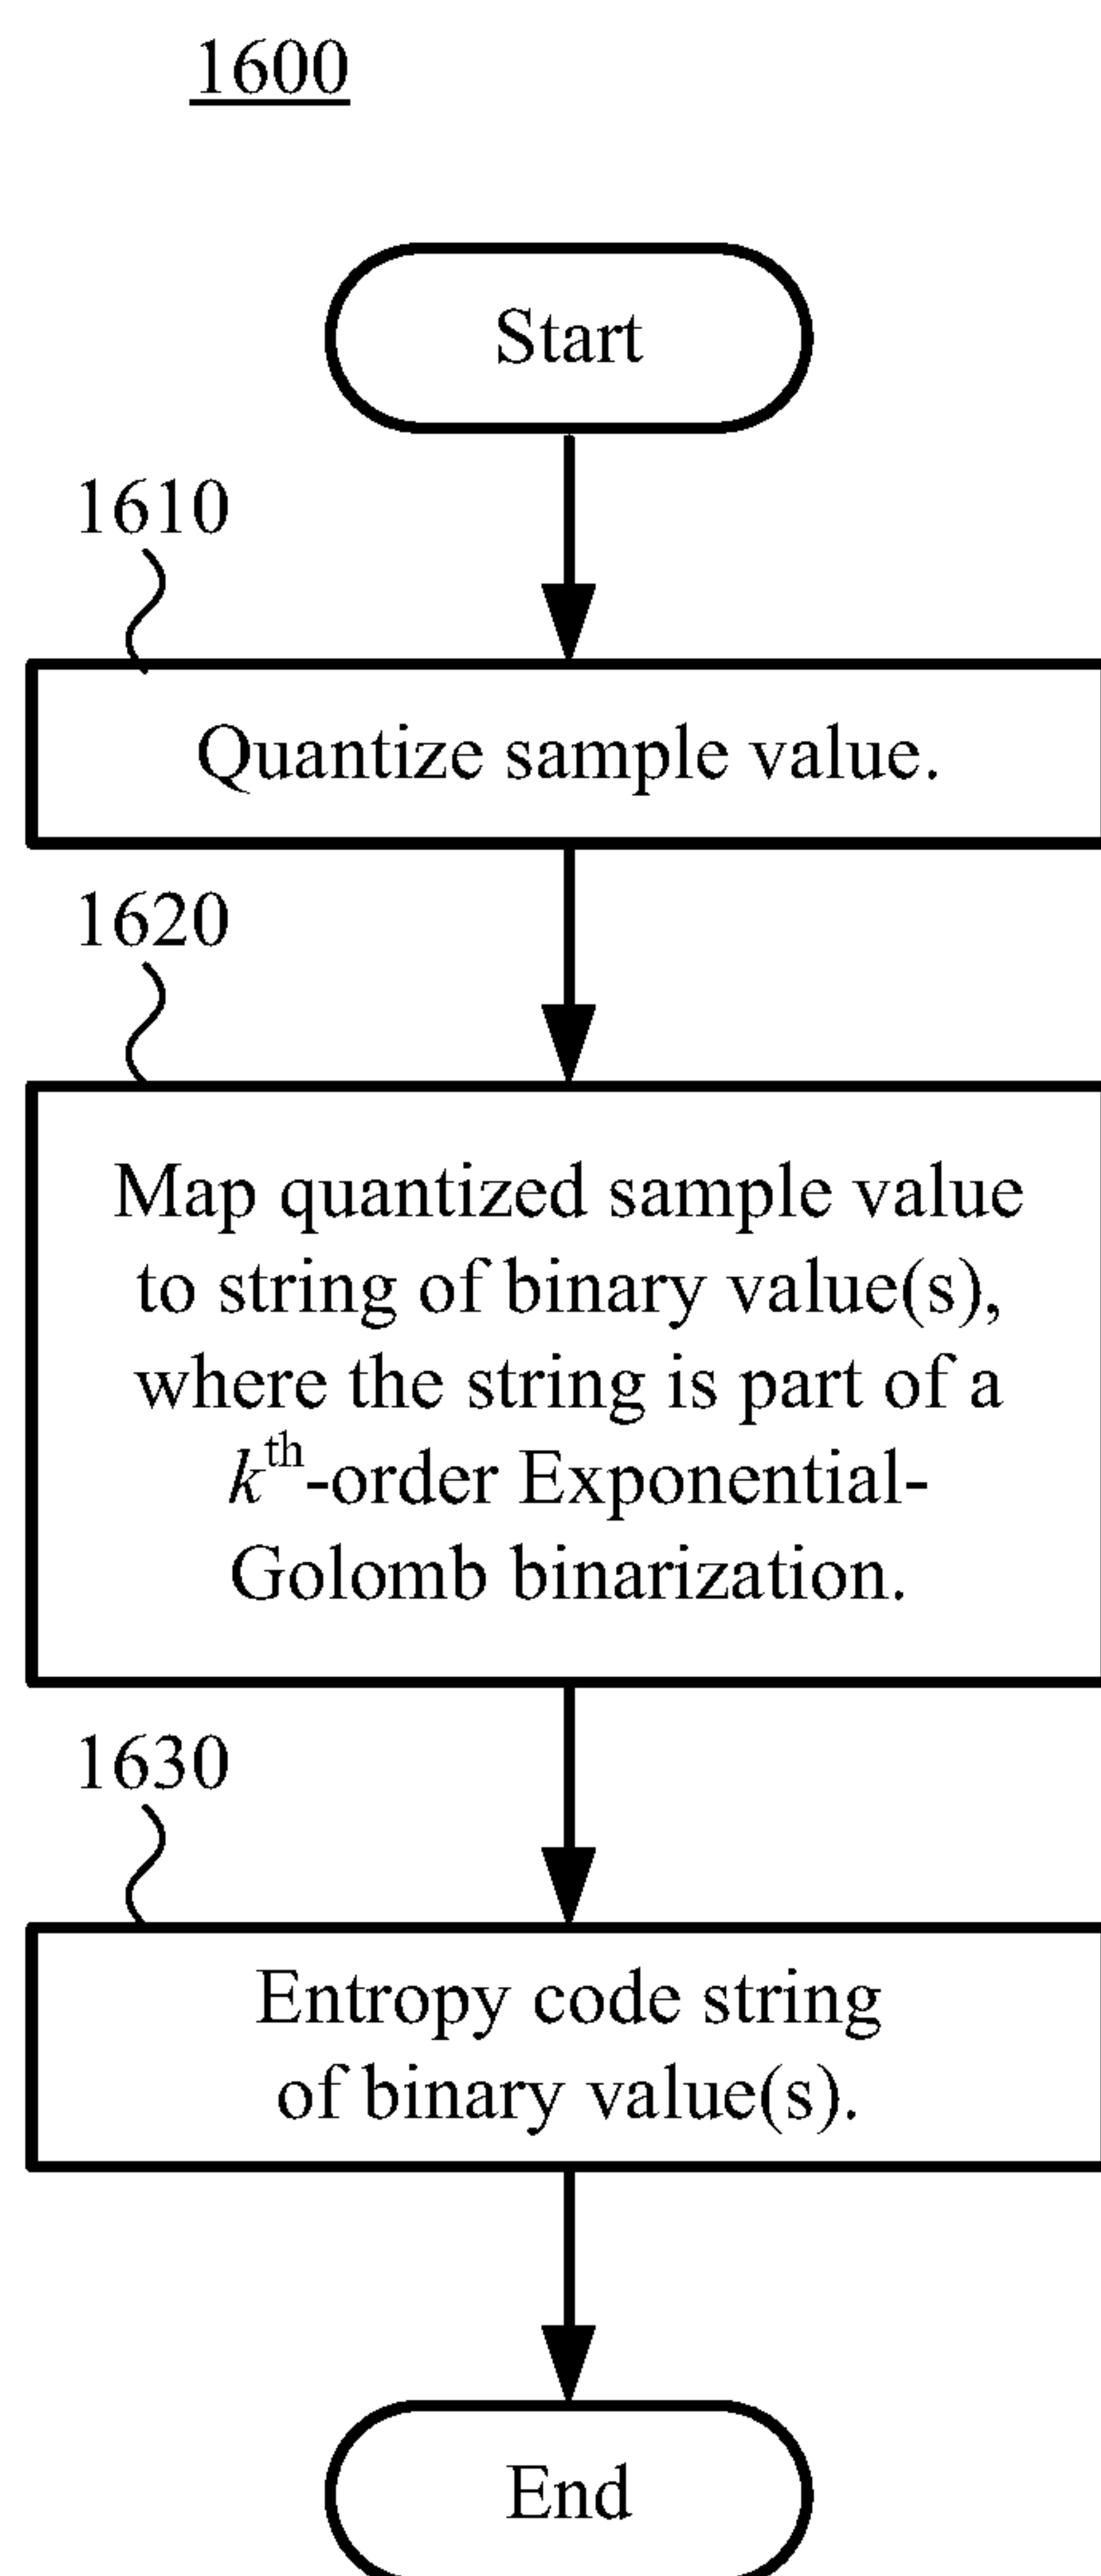 1600
Start
1610
Quantize sample value.
1620
Map quantized sample value
to string of binary value(s),
where the string is part of a
kth-order Exponential-
Golomb binarization.
1630
Entropy code string
of binary value(s).
End